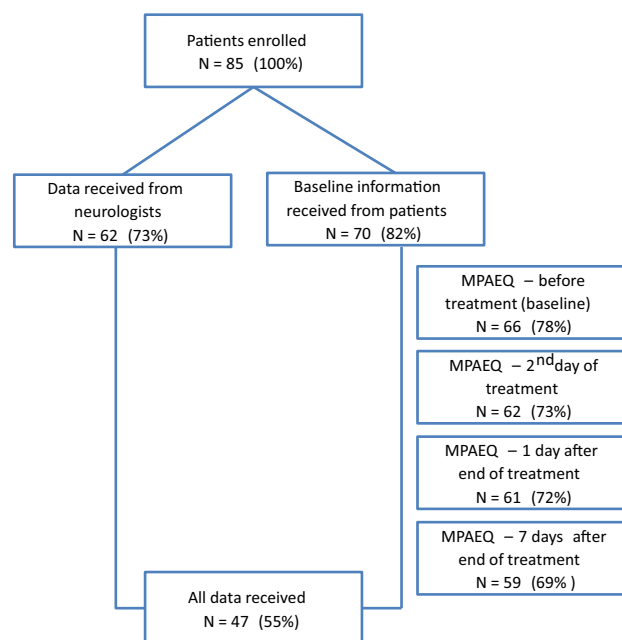 Patients enrolled
N = 85 (100%)
Data received from
neurologists
N = 62 (73%)
Baseline information
received from patients
N = 70 (82%)
MPAEQ – before
treatment (baseline)
N = 66 (78%)
MPAEQ – 2nd day of
treatment
N = 62 (73%)
MPAEQ – 1 day after
end of treatment
N = 61 (72%)
MPAEQ – 7 days after
end of treatment
N = 59 (69% )
All data received
N = 47 (55%)